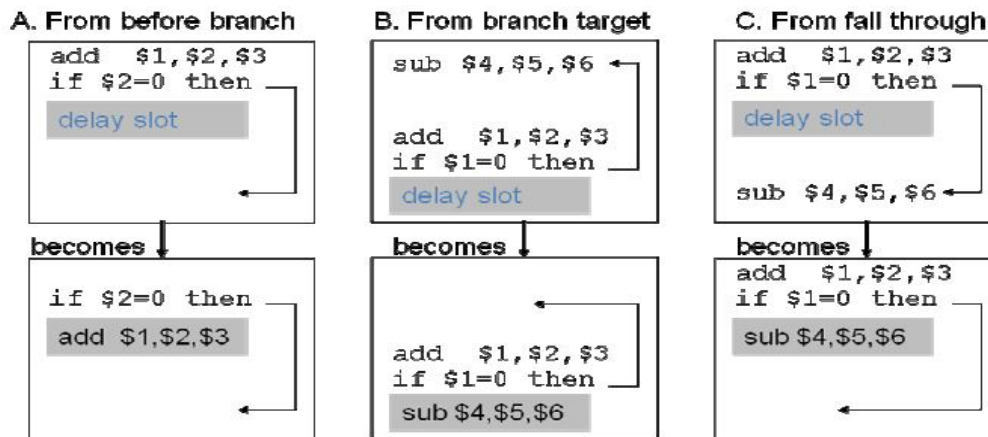 A. From before branch
add $1,$2,$3
if $2=0 then
delay slot
becomes
if $2=0 then
add $1,$2,$3
B. From branch target
sub $4,$5,$6
add $1,$2,$3
if $1=0 then
delay slot
becomes
add $1,$2,$3
if $1=0 then
sub $4,$5,$6
C. From fall through
add $1,$2,$3
if $1=0 then
delay slot
sub $4,$5,$6
becomes
add $1,$2,$3
if $1=0 then
sub $4,$5,$6